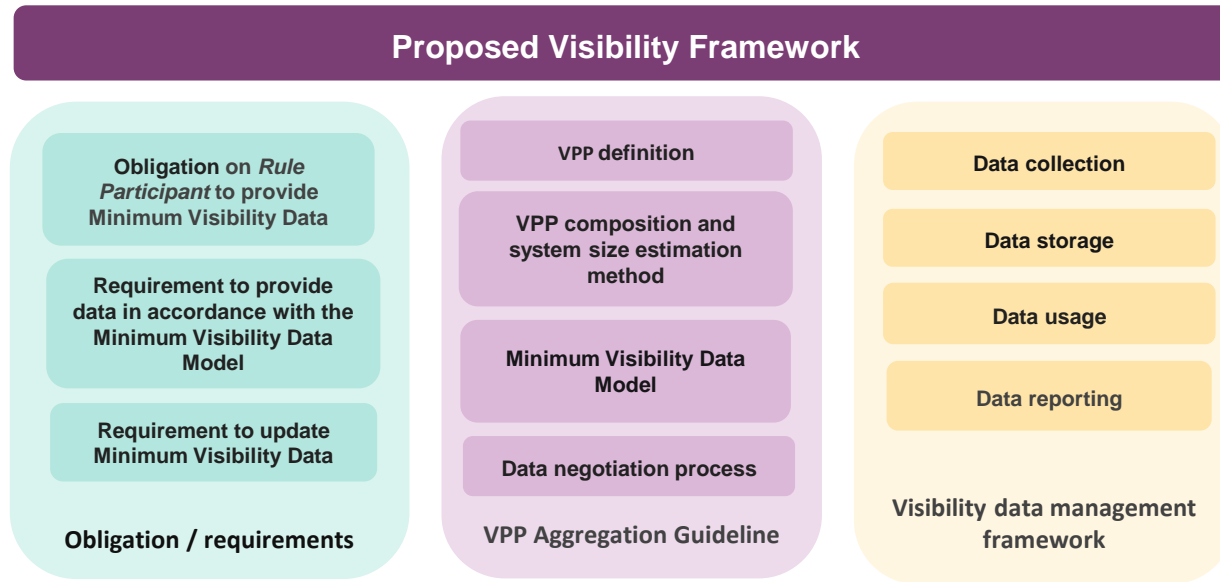 Proposed Visibility Framework
Obligation on Rule
Participant to provide
Minimum Visibility Data
Requirement to provide
data in accordance with the
Minimum Visibility Data
Model
Requirement to update
Minimum Visibility Data
Obligation / requirements
VPP definition
VPP composition and
system size estimation
method
Minimum Visibility Data
Model
Data negotiation process
VPP Aggregation Guideline
Data collection
Data storage
Data usage
Data reporting
Visibility data management
framework